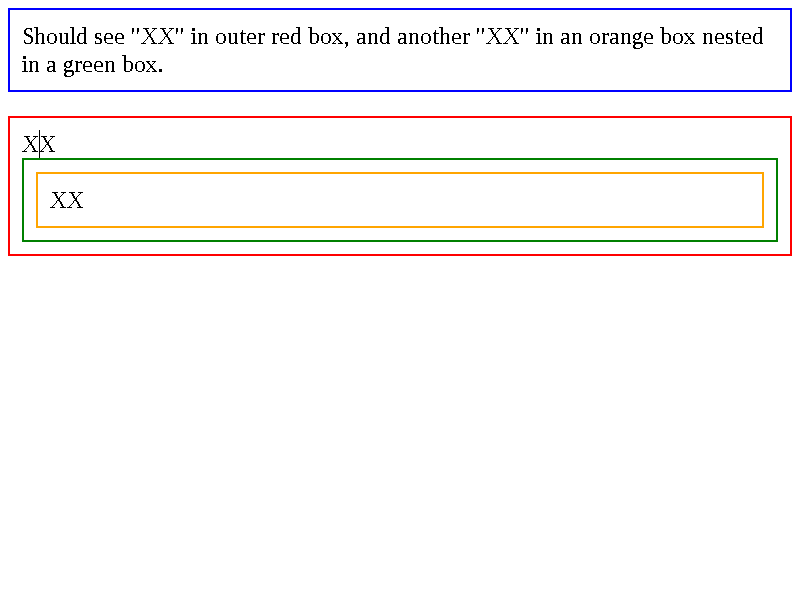 Should see "XX" in outer red box, and another "XX" in an orange box nested
in a green box.
XX
XX